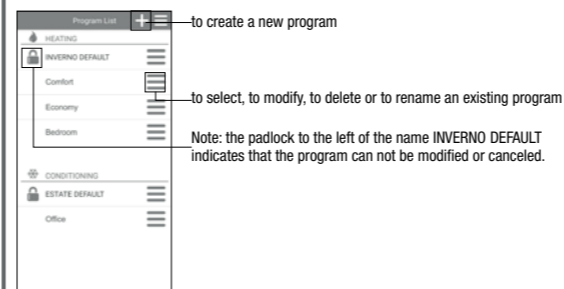 Program List
to create a new program
HEATING
INVERNO DEFAULT
Comfort
to select, to modify, to delete or to rename an existing program
Economy
Bedroom
Note: the padlock to the left of the name INVERNO DEFAULT
indicates that the program can not be modified or canceled.
CONDITIONING
ESTATE DEFAULT
Office